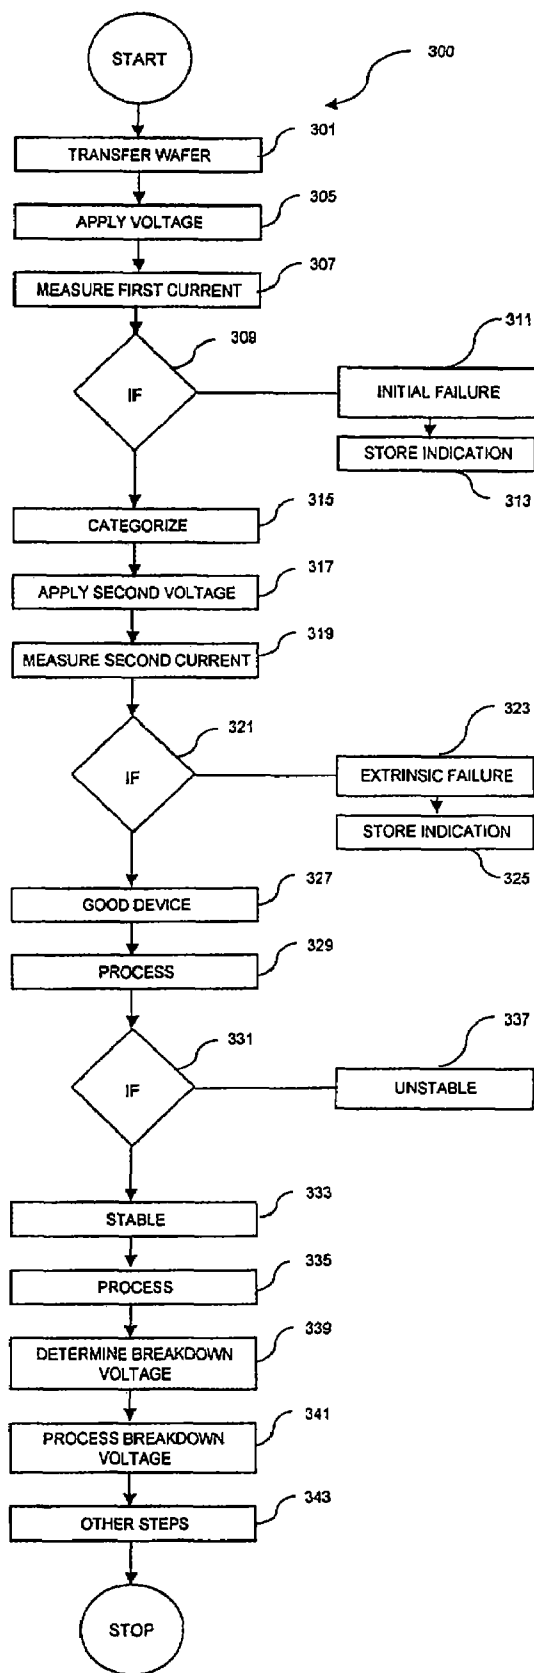 START
300
301
TRANSFER WAFER
305
APPLY VOLTAGE
307
MEASURE FIRST CURRENT
309
311
IF
INITIAL FAILURE
STORE INDICATION
313
315
CATEGORIZE
317
APPLY SECOND VOLTAGE
319
MEASURE SECOND CURRENT
321
323
IF
EXTRINSIC FAILURE
STORE INDICATION
325
327
GOOD DEVICE
329
PROCESS
331
337
IF
UNSTABLE
333
STABLE
335
PROCESS
339
DETERMINE BREAKDOWN
VOLTAGE
341
PROCESS BREAKDOWN
VOLTAGE
343
OTHER STEPS
STOP